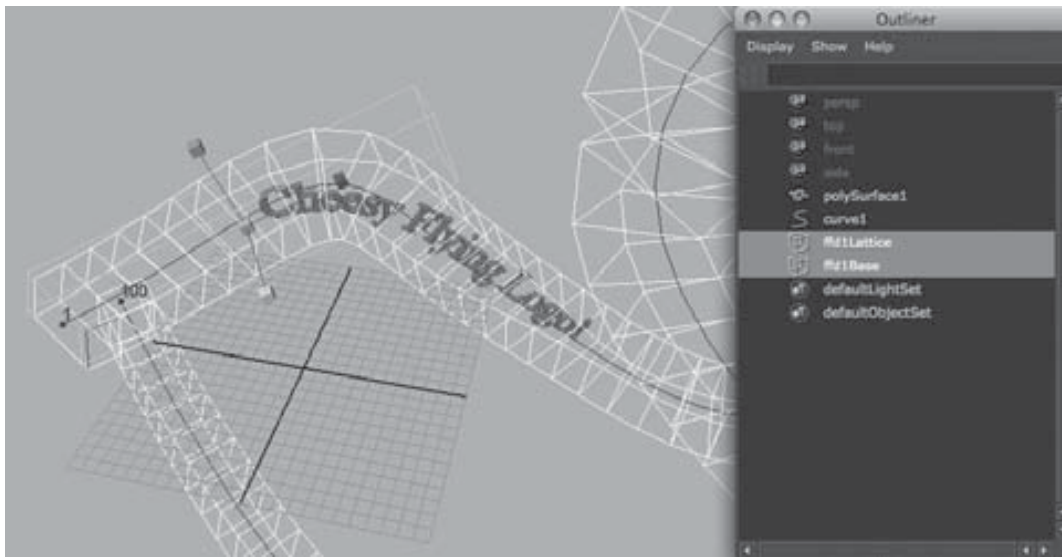 Outliner
Display Show Help
persp
top
front
side
polySurface1
curve1
ffd1Lattice
ffd1Base
defaultLightSet
defaultObjectSet
Cheesy Flying Logo!
100
1